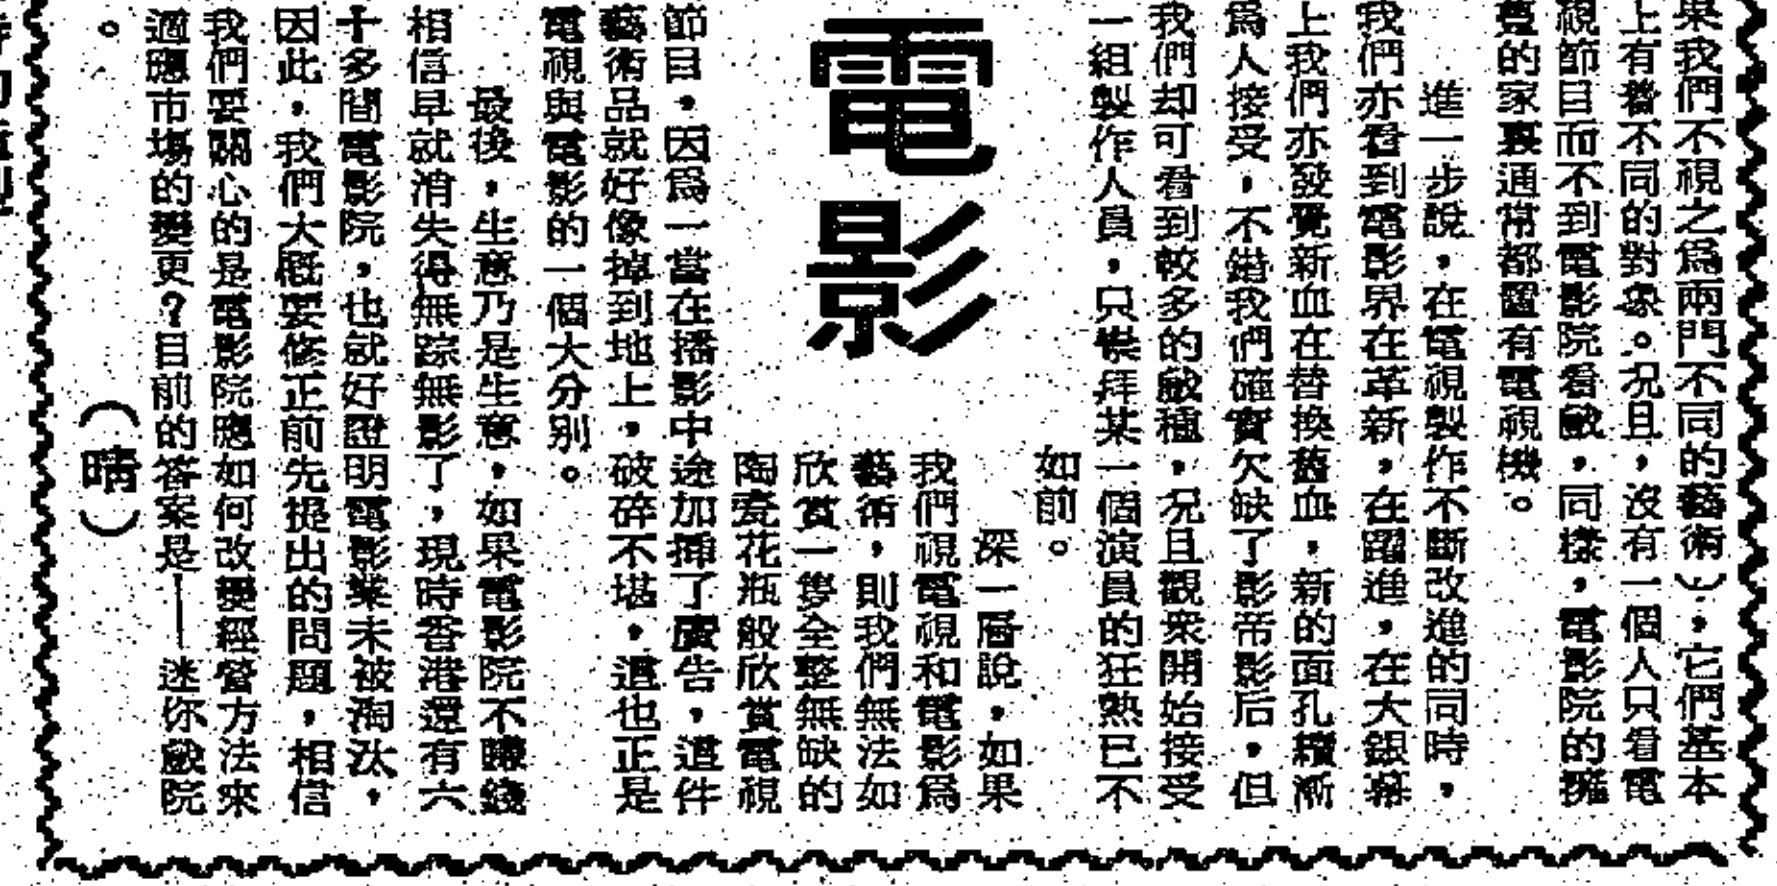 果我們不視之爲兩門不同的藝術），它們基本
上有着不同的對象。况且，沒有一個人只看電
視節目而不到電影院看戲，同樣，電影院的擁
躉的家裏通常都置有電視機。
進一步說，在電視製作不斷改進的同時，
我們亦看到電影界在革新，在躍進，在大銀幕
上我們亦發覺新血在替換舊血，新的面孔續漸
爲人接受，不錯我們確實欠缺了影帝影后，但
我們却可看到較多的戲種，况且觀衆開始接受
一組製作人員，只崇拜某一個演員的狂熱已不
如前。
電影
深一層說，如果
我們視電視和電影爲
藝術，則我們無法如
欣賞一隻全整無缺的
陶瓷花瓶般欣賞電視
節目，因爲一當在播影中途加揷了廣告，這件
藝術品就好像掉到地上，破碎不堪，這也正是
電視與電影的一個大分别。
最後，生意乃是生意，如果電影院不賺錢
相信早就消失得無踪無影了，現時香港還有六
十多間電影院，也就好證明電影業未被淘汰，
因此，我們大概要修正前先提出的問題，相信
我們要關心的是電影院應如何改變經營方法來
適應市場的變更？目前的答案是——迷你戲院
。
（晴）